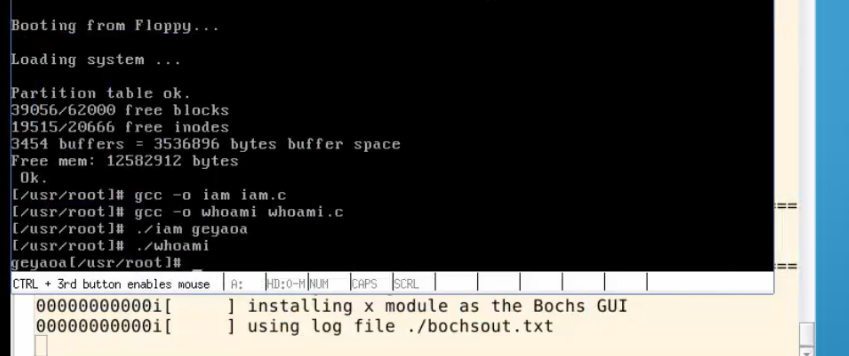 Booting from Floppy...
Loading system ...
Partition table ok.
39056/62000 free blocks
19515/20666 free inodes
3454 buffers = 3536896 bytes buffer space
Free mem: 12582912 bytes
 Ok.
[/usr/root]# gcc -o iam iam.c
[/usr/root]# gcc -o whoami whoami.c
[/usr/root]# ./iam geyaoa
[/usr/root]# ./whoami
geyaoa[/usr/root]# _
CTRL + 3rd button enables mouse A: HD:0-M NUM CAPS SCRL
==
==
00000000000i[      ] installing x module as the Bochs GUI
00000000000i[      ] using log file ./bochsout.txt